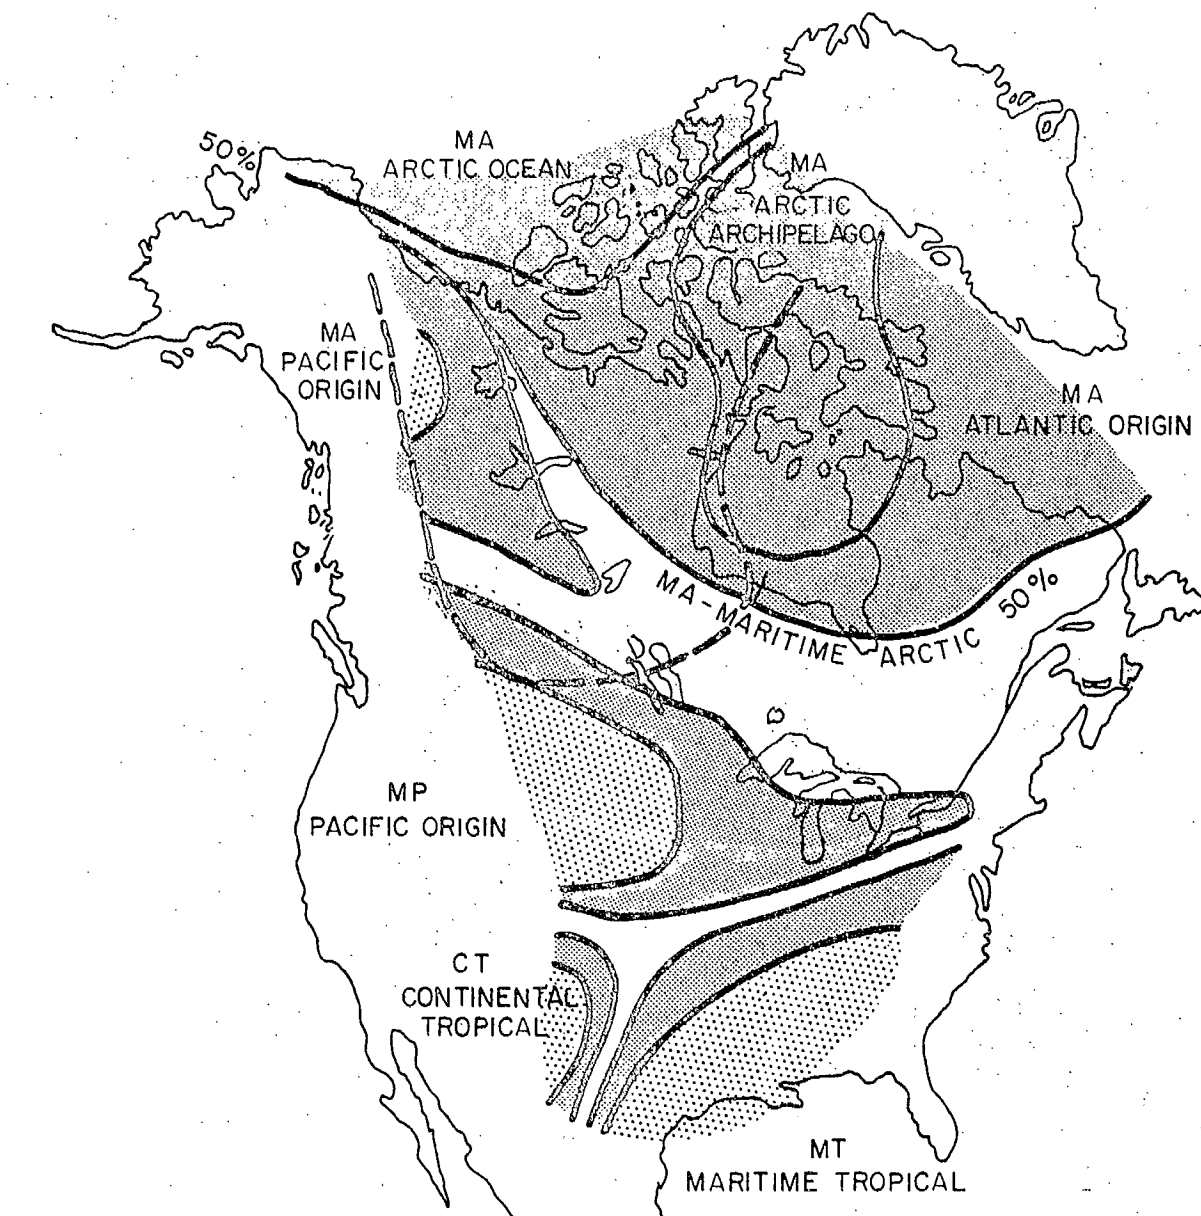 50%
MA
ARCTIC OCEAN
MA
ARCTIC
ARCHIPELAGO
MA
PACIFIC
ORIGIN
MA
ATLANTIC ORIGIN
MA-MARITIME ARCTIC 50%
MP
PACIFIC ORIGIN
CT
CONTINENTAL
TROPICAL
MT
MARITIME TROPICAL